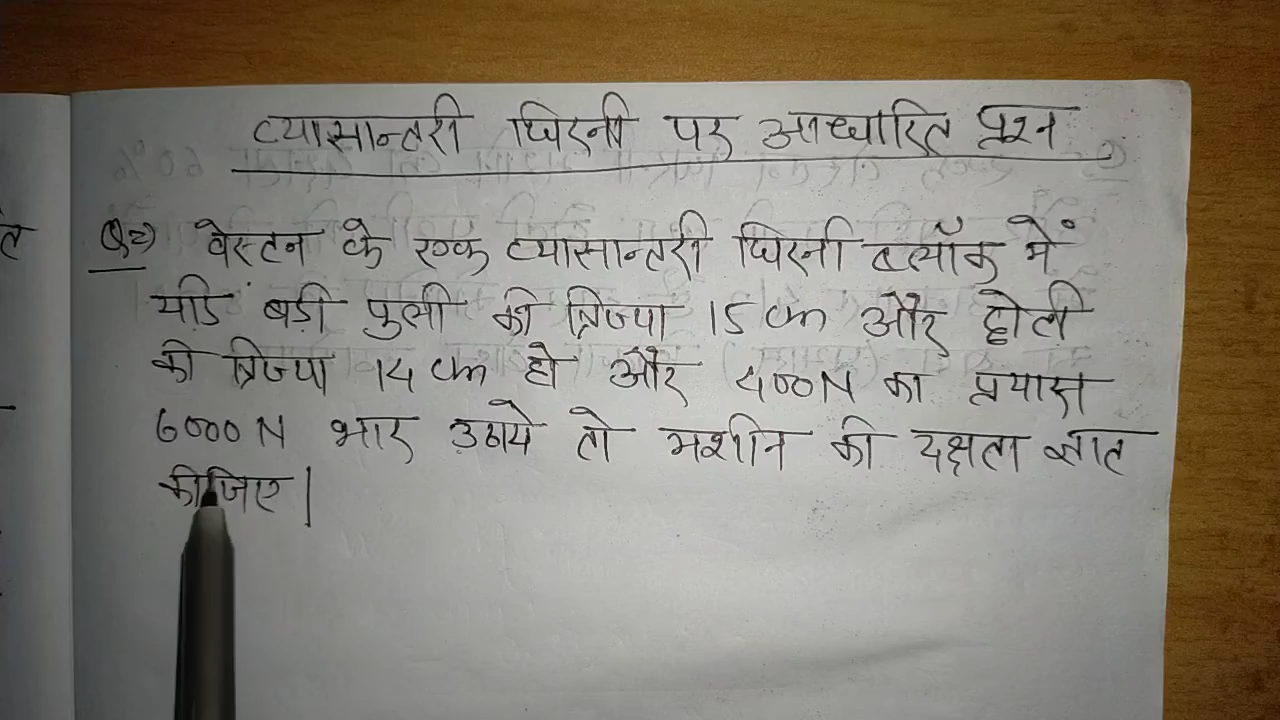 व्यासान्तरी घिरनी पर आधारित प्रश्न
Q⇒ वेस्टन के एक व्यासान्तरी घिरनी ब्लॉक में
यदि बड़ी पुली की त्रिज्या 15 cm और छोटी
की त्रिज्या 14 cm हो और 400N का प्रयास
6000 N भार उठाये तो मशीन की दक्षता ज्ञात
कीजिए|